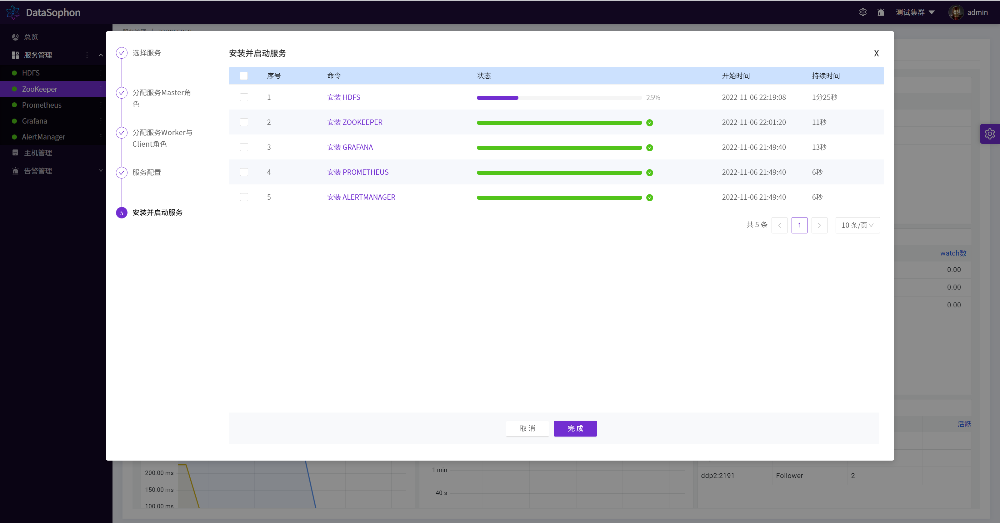 DataSophon
测试集群
admin
总览
服务管理
HDFS
ZooKeeper
Prometheus
Grafana
AlertManager
主机管理
告警管理
服务管理 / ZOOKEEPER
选择服务
分配服务Master角
色
分配服务Worker与
Client角色
服务配置
5 安装并启动服务
安装并启动服务
X
序号 命令 状态 开始时间 持续时间
1 安装 HDFS 25% 2022-11-06 22:19:08 1分25秒
2 安装 ZOOKEEPER 2022-11-06 22:01:20 11秒
3 安装 GRAFANA 2022-11-06 21:49:40 13秒
4 安装 PROMETHEUS 2022-11-06 21:49:40 6秒
5 安装 ALERTMANAGER 2022-11-06 21:49:40 6秒
共 5 条 < 1 > 10 条/页
取 消 完 成
watch数
0.00
0.00
0.00
活跃
200.00 ms
150.00 ms
100.00 ms
1 min
40 s
ddp2:2191 Follower 2